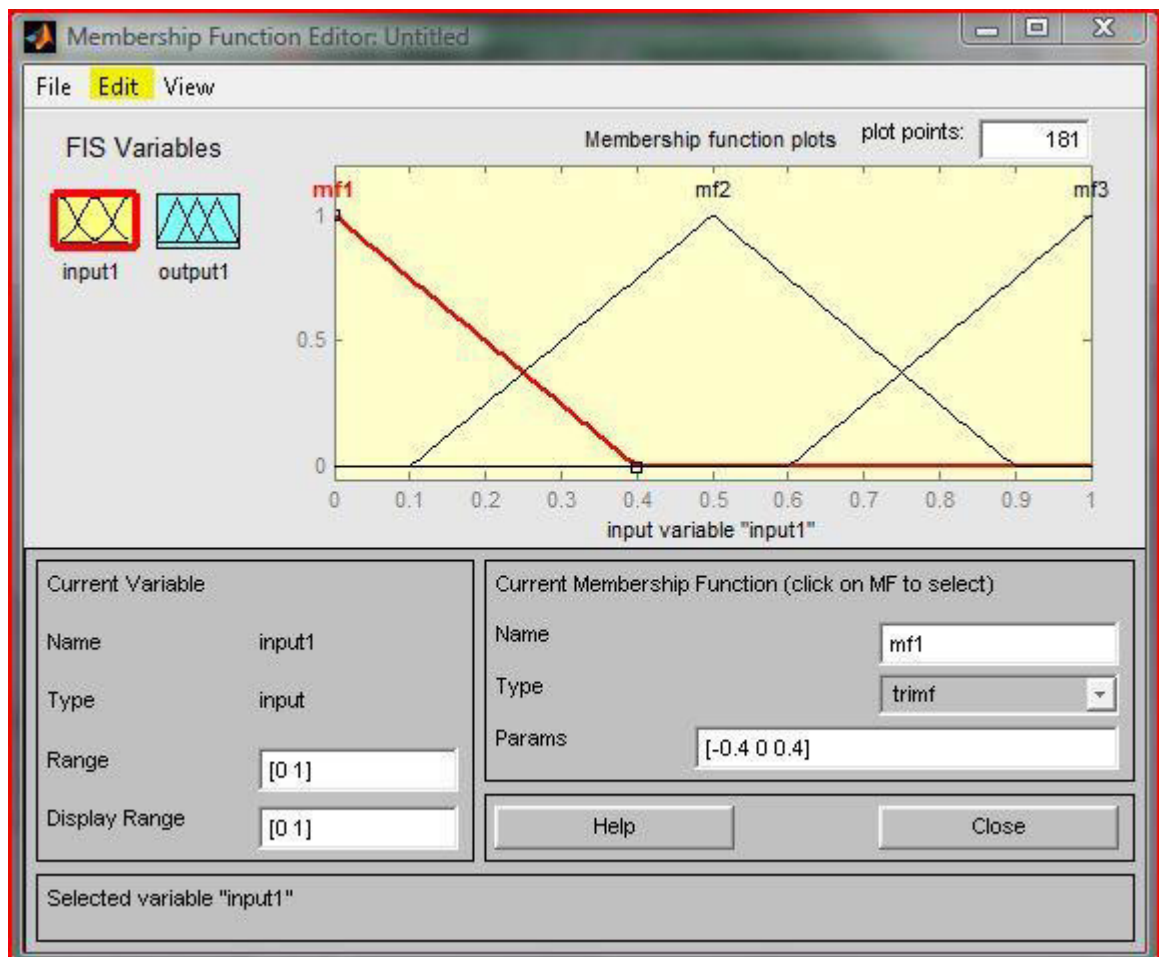 Membership Function Editor: Untitled
File Edit View
FIS Variables
Membership function plots plot points: 181
mf1 mf2 mf3
1
0.5
0
input1 output1
0 0.1 0.2 0.3 0.4 0.5 0.6 0.7 0.8 0.9 1
input variable "input1"
Current Variable
Name input1
Type input
Range [0 1]
Display Range [0 1]
Current Membership Function (click on MF to select)
Name mf1
Type trimf
Params [-0.4 0 0.4]
Help Close
Selected variable "input1"